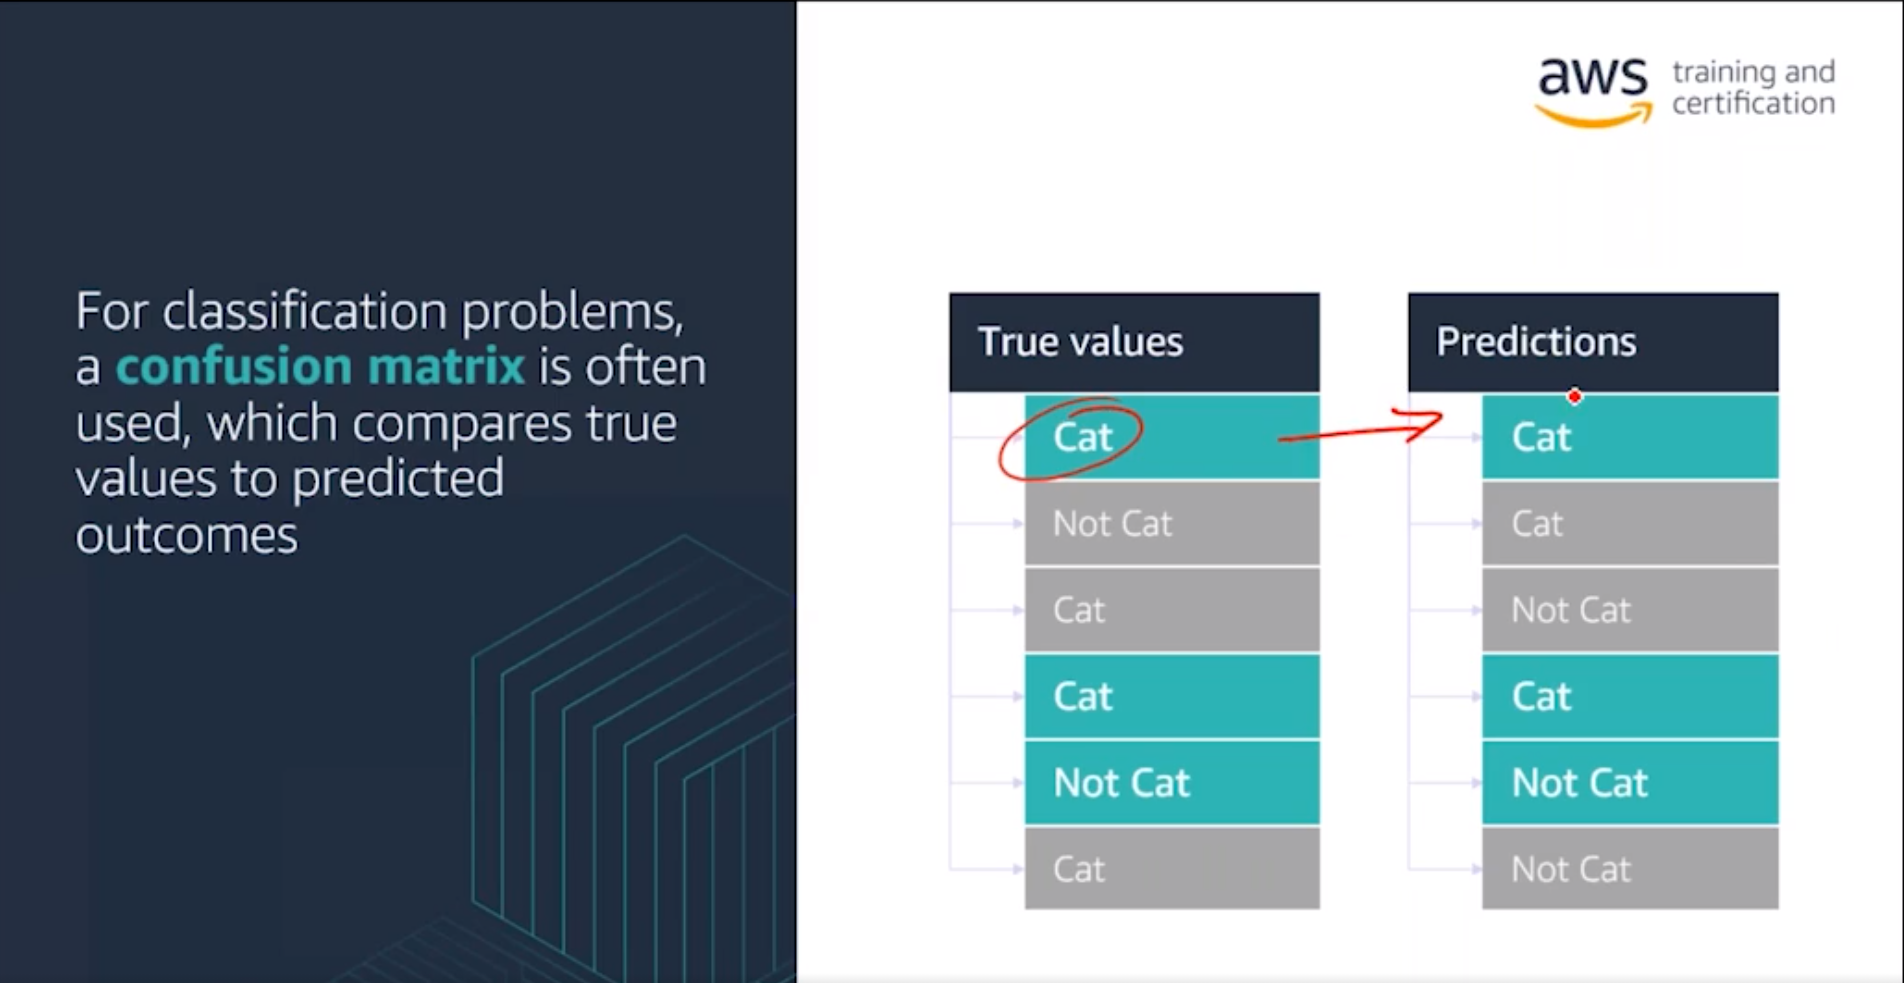 aws training and
certification
For classification problems,
a confusion matrix is often
used, which compares true
values to predicted
outcomes
True values
Cat
Not Cat
Cat
Cat
Not Cat
Cat
Predictions
Cat
Cat
Not Cat
Cat
Not Cat
Not Cat